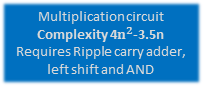 Multiplication circuit
Complexity 4n²-3.5n
Requires Ripple carry adder,
left shift and AND